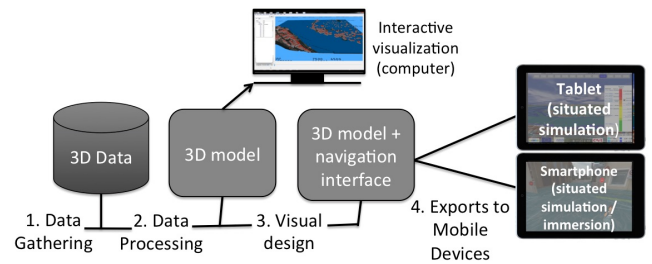 Interactive
visualization
(computer)
3D Data
3D model
3D model +
navigation
interface
Tablet
(situated
simulation)
Smartphone
(situated
simulation /
immersion)
1. Data
Gathering
2. Data
Processing
3. Visual
design
4. Exports to
Mobile
Devices